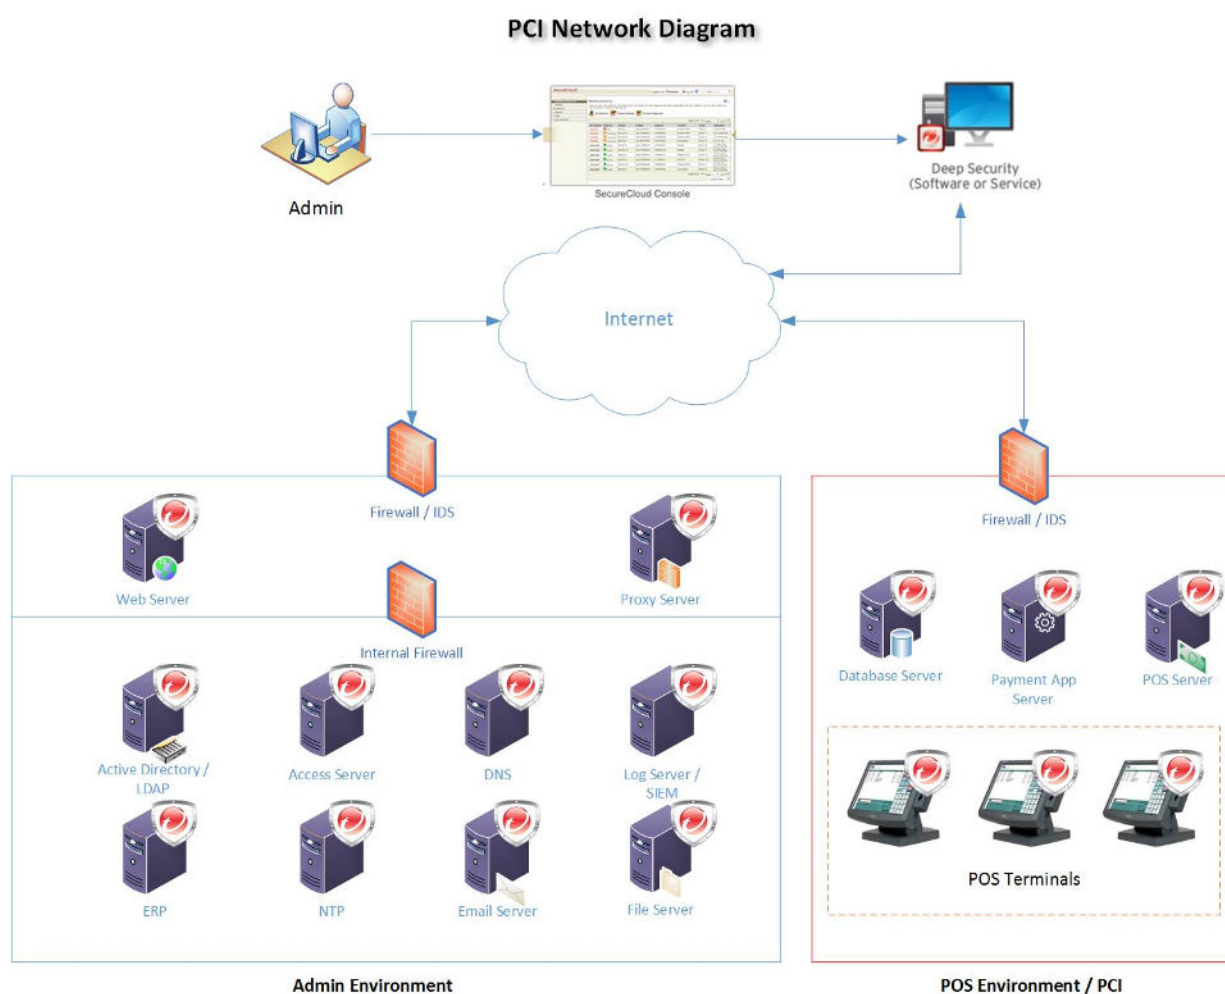 PCI Network Diagram
SecureCloud Console
Admin
Deep Security
(Software or Service)
Internet
Firewall / IDS
Firewall / IDS
Web Server
Proxy Server
Internal Firewall
Database Server
Payment App
Server
POS Server
Active Directory /
LDAP
Access Server
DNS
Log Server /
SIEM
ERP
NTP
Email Server
File Server
POS Terminals
Admin Environment
POS Environment / PCI